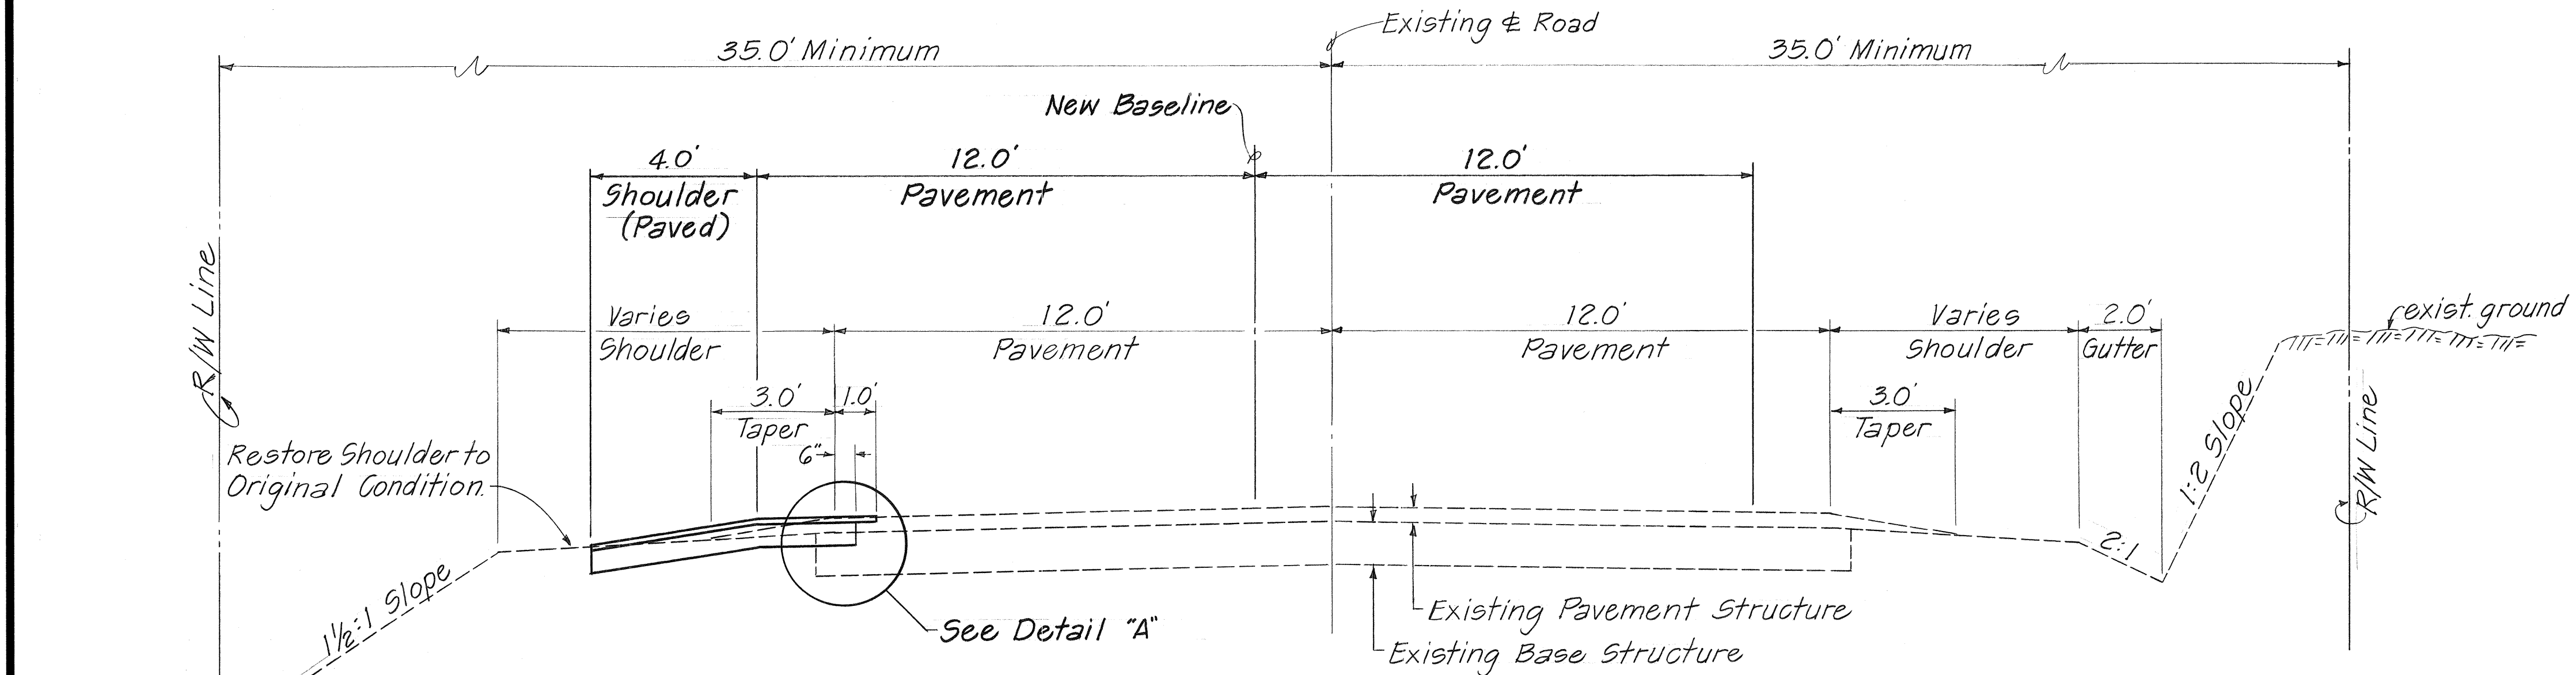 Existing ℄ Road
35.0' Minimum
35.0' Minimum
New Baseline
4.0'
Shoulder
(Paved)
12.0'
Pavement
12.0'
Pavement
R/W Line
Varies
Shoulder
12.0'
Pavement
12.0'
Pavement
Varies
Shoulder
2.0'
Gutter
exist. ground
3.0'
Taper
1.0'
6"
3.0'
Taper
1:2 Slope
R/W Line
Restore Shoulder to
Original Condition.
2:1
1½:1 Slope
See Detail "A"
Existing Pavement Structure
Existing Base Structure